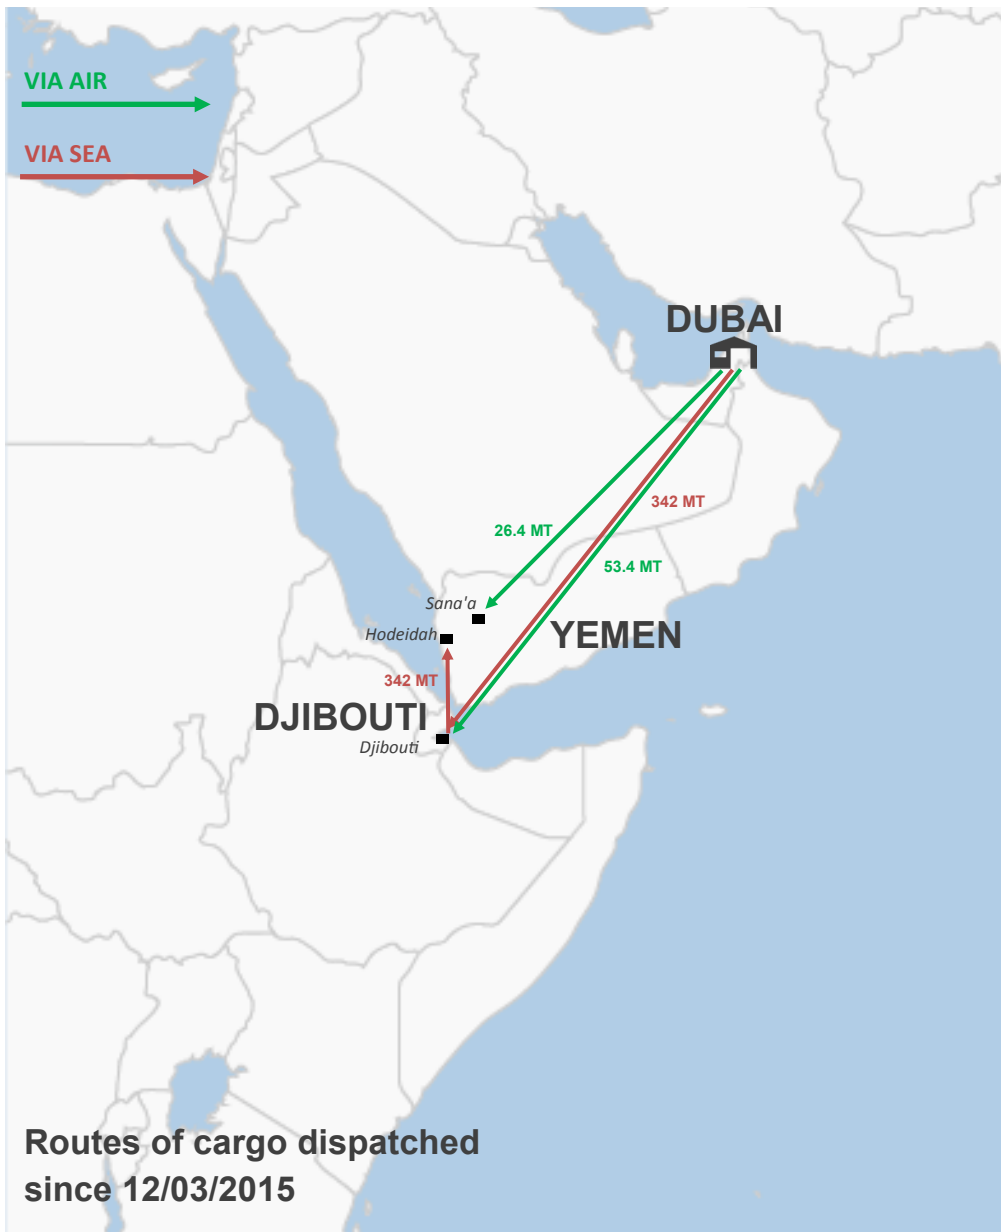 VIA AIR
VIA SEA
DUBAI
342 MT
26.4 MT
53.4 MT
Sana'a
Hodeidah
YEMEN
342 MT
DJIBOUTI
Djibouti
Routes of cargo dispatched
since 12/03/2015